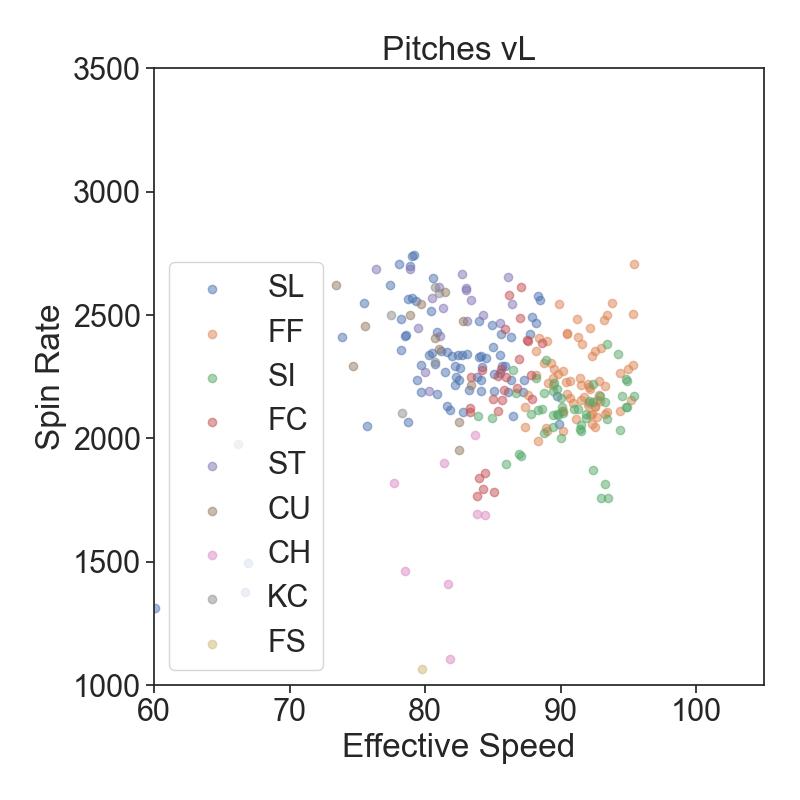 Pitches vL
3500
3000
2500
2000
1500
1000
Spin Rate
SL
FF
SI
FC
ST
CU
CH
KC
FS
60 70 80 90 100
Effective Speed